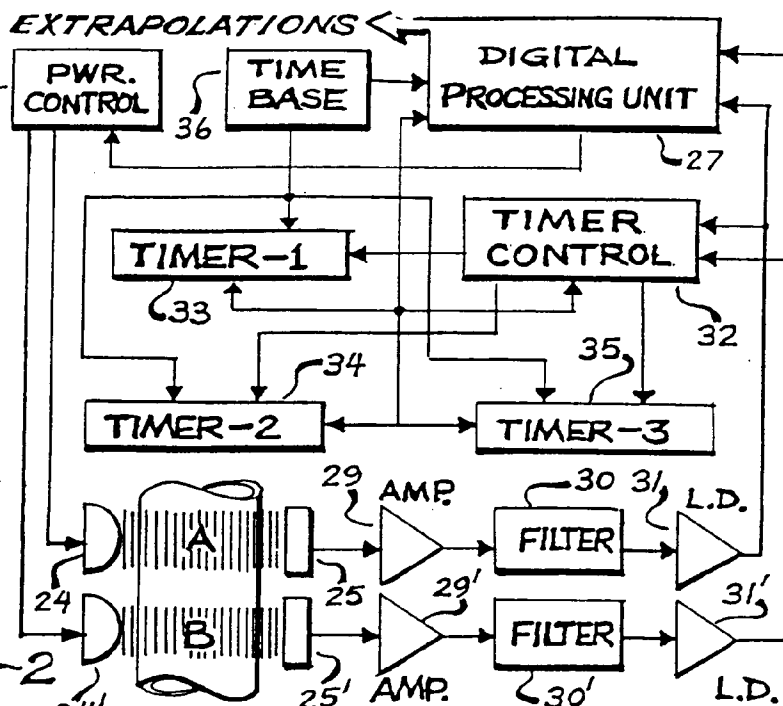 EXTRAPOLATIONS
PWR.
CONTROL
36
TIME
BASE
DIGITAL
PROCESSING UNIT
27
TIMER-1
33
TIMER
CONTROL
32
34
TIMER-2
35
TIMER-3
A
24
25
29
AMP.
30
FILTER
31
L.D.
B
25'
29'
AMP.
FILTER
30'
31'
L.D.
2